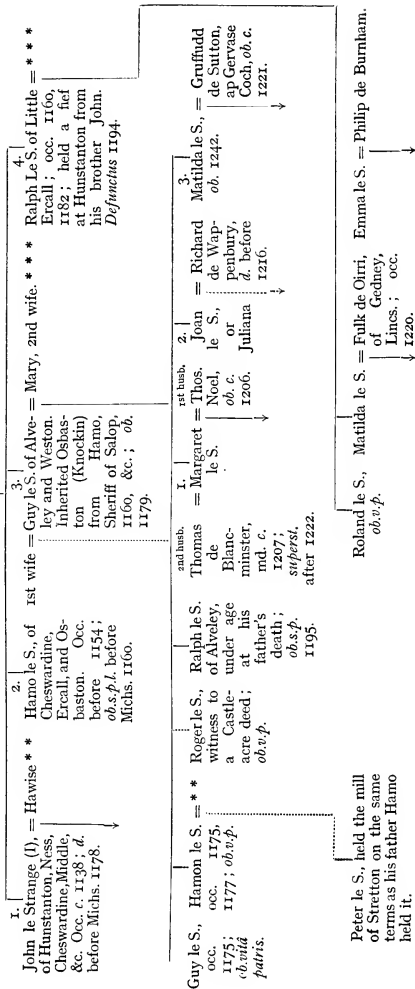 1.
John le Strange (I), = Hawise * *
of Hunstanton, Ness,
Cheswardine, Middle,
&c. Occ. c. 1138; d.
before Michs. 1178.
2.
Hamo le S., of
Cheswardine,
Ercall, and Os-
baston. Occ.
before 1154;
ob.s.p.l. before
Michs. 1160.
3.
1st wife = Guy le S. of Alve- = Mary, 2nd wife. * * *
ley and Weston.
Inherited Osbas-
ton (Knockin)
from Hamo,
Sheriff of Salop,
1160, &c.; ob.
1179.
4.
Ralph Le S. of Little = * * *
Ercall; occ. 1160,
1182; held a fief
at Hunstanton from
his brother John.
Defunctus 1194.
Guy le S.,
occ.
1175;
ob.vitâ
patris.
Hamon le S. = * *
occ. 1175,
1177; ob.v.p.
Roger le S.,
witness to
a Castle-
acre deed;
ob.v.p.
Ralph le S.
of Alveley,
under age
at his
father's
death;
ob.s.p.
1195.
2nd husb.
Thomas
de
Blanc-
minster,
md. c.
1207;
superst.
after 1222.
1.
= Margaret =
le S.
1st husb.
Thos.
Noel,
ob. c.
1206.
2.
Joan
le S.,
or
Juliana
= Richard
de Wap-
penbury,
d. before
1216.
3.
Matilda le S.,
ob. 1242.
= Gruffudd
de Sutton,
ap Gervase
Coch, ob. c.
1221.
Peter le S., held the mill
of Stretton on the same
terms as his father Hamo
held it.
Roland le S.,
ob.v.p.
Matilda le S. = Fulk de Oirri,
of Gedney,
Lincs.; occ.
1220.
Emma le S. = Philip de Burnham.